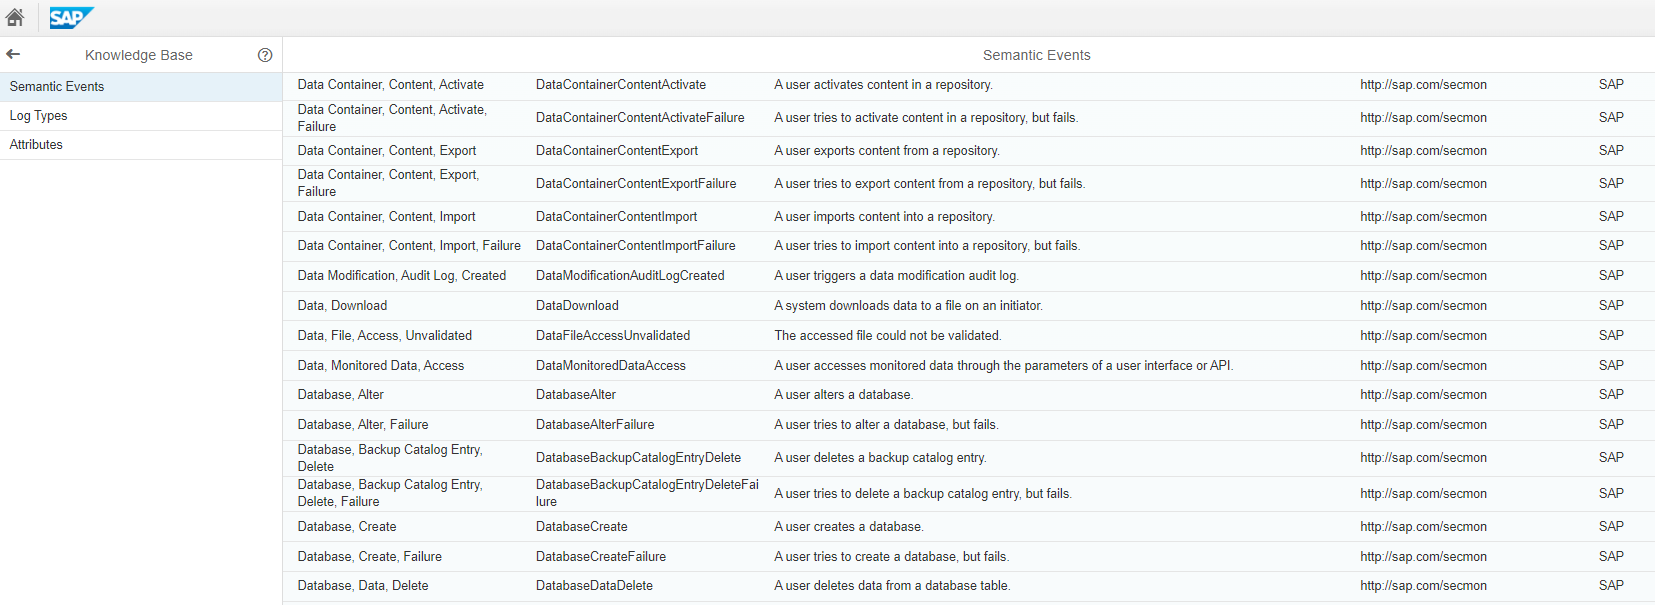 SAP
Knowledge Base
Semantic Events
Semantic Events
Log Types
Attributes
Data Container, Content, Activate DataContainerContentActivate A user activates content in a repository. http://sap.com/secmon SAP
Data Container, Content, Activate,
Failure DataContainerContentActivateFailure A user tries to activate content in a repository, but fails. http://sap.com/secmon SAP
Data Container, Content, Export DataContainerContentExport A user exports content from a repository. http://sap.com/secmon SAP
Data Container, Content, Export,
Failure DataContainerContentExportFailure A user tries to export content from a repository, but fails. http://sap.com/secmon SAP
Data Container, Content, Import DataContainerContentImport A user imports content into a repository. http://sap.com/secmon SAP
Data Container, Content, Import, Failure DataContainerContentImportFailure A user tries to import content into a repository, but fails. http://sap.com/secmon SAP
Data Modification, Audit Log, Created DataModificationAuditLogCreated A user triggers a data modification audit log. http://sap.com/secmon SAP
Data, Download DataDownload A system downloads data to a file on an initiator. http://sap.com/secmon SAP
Data, File, Access, Unvalidated DataFileAccessUnvalidated The accessed file could not be validated. http://sap.com/secmon SAP
Data, Monitored Data, Access DataMonitoredDataAccess A user accesses monitored data through the parameters of a user interface or API. http://sap.com/secmon SAP
Database, Alter DatabaseAlter A user alters a database. http://sap.com/secmon SAP
Database, Alter, Failure DatabaseAlterFailure A user tries to alter a database, but fails. http://sap.com/secmon SAP
Database, Backup Catalog Entry,
Delete DatabaseBackupCatalogEntryDelete A user deletes a backup catalog entry. http://sap.com/secmon SAP
Database, Backup Catalog Entry, DatabaseBackupCatalogEntryDeleteFai
Delete, Failure lure A user tries to delete a backup catalog entry, but fails. http://sap.com/secmon SAP
Database, Create DatabaseCreate A user creates a database. http://sap.com/secmon SAP
Database, Create, Failure DatabaseCreateFailure A user tries to create a database, but fails. http://sap.com/secmon SAP
Database, Data, Delete DatabaseDataDelete A user deletes data from a database table. http://sap.com/secmon SAP